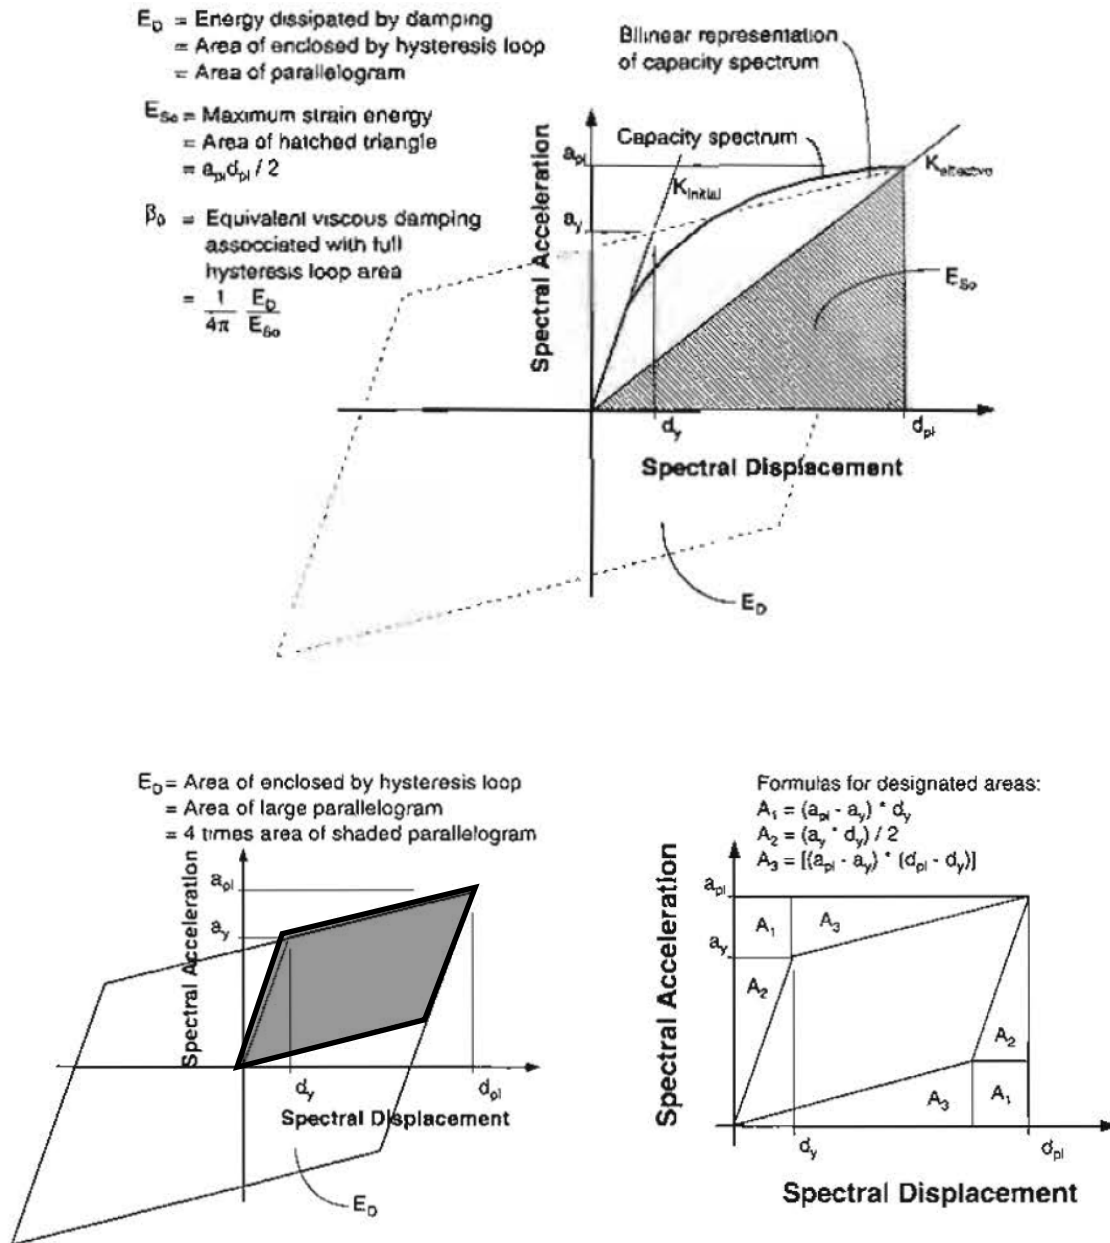 E_D = Energy dissipated by damping
= Area of enclosed by hysteresis loop
= Area of parallelogram
E_So = Maximum strain energy
= Area of hatched triangle
= a_pi d_pi / 2
β_0 = Equivalent viscous damping
assocciated with full
hysteresis loop area
= 1/4π E_D/E_So
Bilinear representation
of capacity spectrum
Capacity spectrum
a_pi
K_initial
K_effective
a_y
Spectral Acceleration
E_So
d_y
d_pi
Spectral Displacement
E_D
E_D = Area of enclosed by hysteresis loop
= Area of large parallelogram
= 4 times area of shaded parallelogram
Spectral Acceleration
a_pi
a_y
d_y
d_pi
Spectral Displacement
E_D
Formulas for designated areas:
A_1 = (a_pi - a_y) * d_y
A_2 = (a_y * d_y) / 2
A_3 = [(a_pi - a_y) * (d_pi - d_y)]
Spectral Acceleration
a_pi
A_1
A_3
a_y
A_2
A_2
A_3
A_1
d_y
d_pi
Spectral Displacement